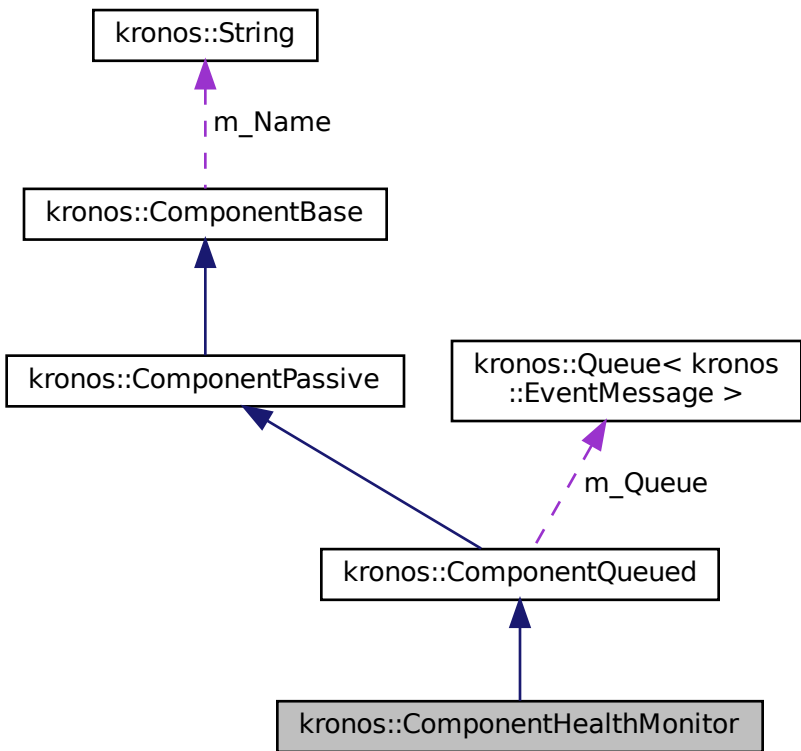 kronos::String
m_Name
kronos::ComponentBase
kronos::ComponentPassive
kronos::Queue< kronos
::EventMessage >
m_Queue
kronos::ComponentQueued
kronos::ComponentHealthMonitor